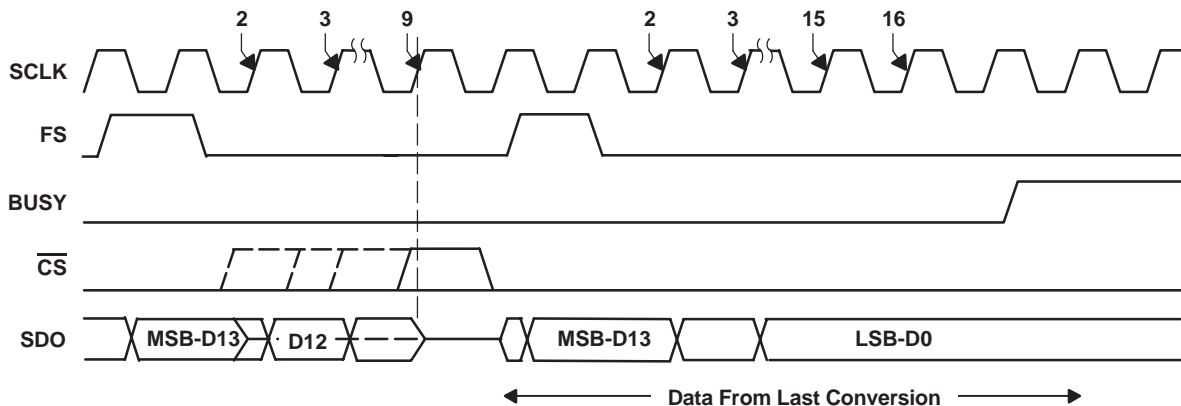 2 3 9 2 3 15 16
SCLK
FS
BUSY
CS
SDO MSB-D13 D12 MSB-D13 LSB-D0
Data From Last Conversion